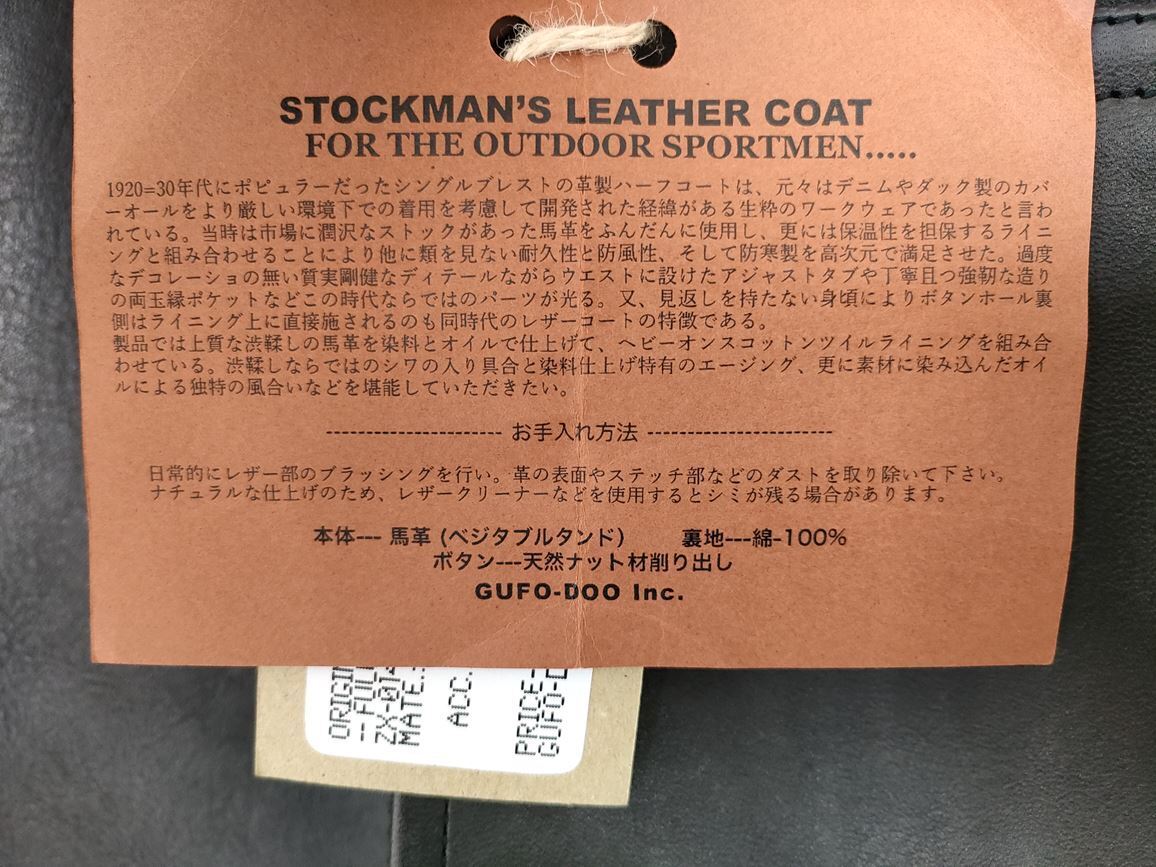 STOCKMAN'S LEATHER COAT
FOR THE OUTDOOR SPORTMEN.....
1920=30年代にポピュラーだったシングルブレストの革製ハーフコートは、元々はデニムやダック製のカバ
ーオールをより厳しい環境下での着用を考慮して開発された経緯がある生粋のワークウェアであったと言わ
れている。当時は市場に潤沢なストックがあった馬革をふんだんに使用し、更には保温性を担保するライニ
ングと組み合わせることにより他に類を見ない耐久性と防風性、そして防寒製を高次元で満足させた。過度
なデコレーショの無い質実剛健なディテールながらウエストに設けたアジャストタブや丁寧且つ強靭な造り
の両玉縁ポケットなどこの時代ならではのパーツが光る。又、見返しを持たない身頃によりボタンホール裏
側はライニング上に直接施されるのも同時代のレザーコートの特徴である。
製品では上質な渋鞣しの馬革を染料とオイルで仕上げて、ヘビーオンスコットンツイルライニングを組み合
わせている。渋鞣しならではのシワの入り具合と染料仕上げ特有のエージング、更に素材に染み込んだオイ
ルによる独特の風合いなどを堪能していただきたい。
---------------------- お手入れ方法 -----------------------
日常的にレザー部のブラッシングを行い。革の表面やステッチ部などのダストを取り除いて下さい。
ナチュラルな仕上げのため、レザークリーナーなどを使用するとシミが残る場合があります。
本体--- 馬革 (ベジタブルタンド) 裏地---綿-100%
ボタン---天然ナット材削り出し
GUFO-DOO Inc.
ORIGIN
--FUL
ZX-014
MATE.:
ACC.
PRICE-
GUFO-D